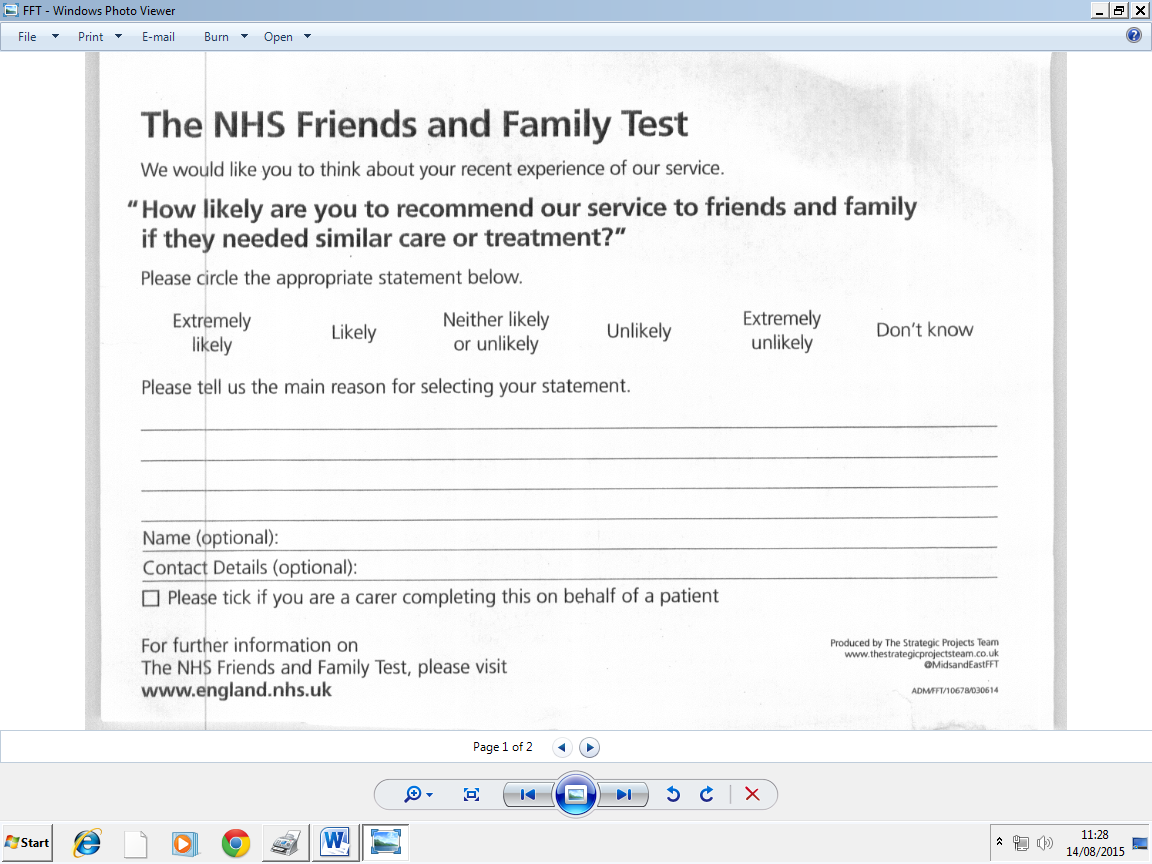 FFT - Windows Photo Viewer
File Print E-mail Burn Open
The NHS Friends and Family Test
We would like you to think about your recent experience of our service.
“How likely are you to recommend our service to friends and family
if they needed similar care or treatment?”
Please circle the appropriate statement below.
Extremely
likely
Likely
Neither likely
or unlikely
Unlikely
Extremely
unlikely
Don't know
Please tell us the main reason for selecting your statement.
Name (optional):
Contact Details (optional):
Please tick if you are a carer completing this on behalf of a patient
For further information on
The NHS Friends and Family Test, please visit
www.england.nhs.uk
Produced by The Strategic Projects Team
www.thestrategicprojectsteam.co.uk
@MidsandEastFFT
ADM/FFT/10678/030614
Page 1 of 2
Start
W
11:28
14/08/2015